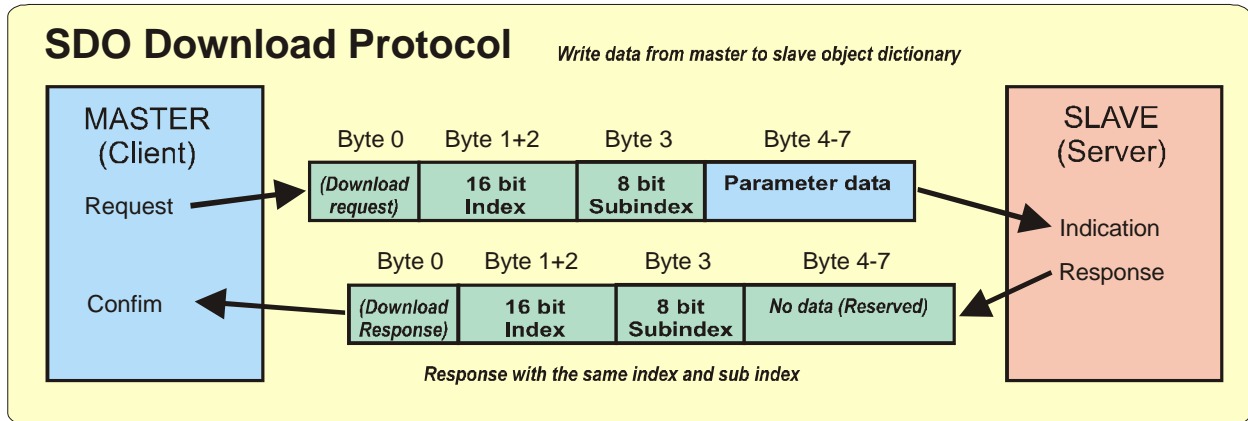 SDO Download Protocol
Write data from master to slave object dictionary
MASTER
(Client)
SLAVE
(Server)
Byte 0
Byte 1+2
Byte 3
Byte 4-7
Request
(Download
request)
16 bit
Index
8 bit
Subindex
Parameter data
Indication
Byte 0
Byte 1+2
Byte 3
Byte 4-7
Response
Confim
(Download
Response)
16 bit
Index
8 bit
Subindex
No data (Reserved)
Response with the same index and sub index